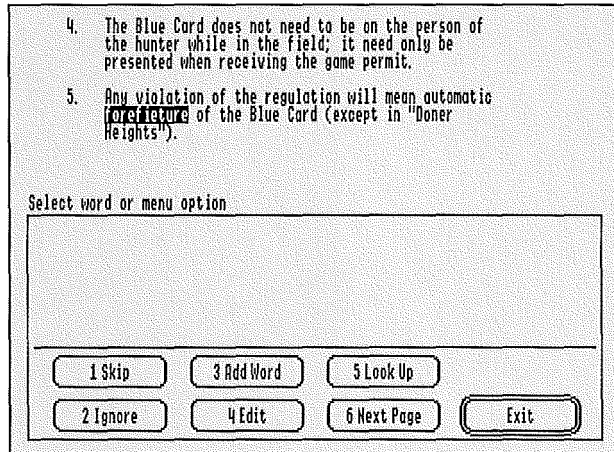 4. The Blue Card does not need to be on the person of
the hunter while in the field; it need only be
presented when receiving the game permit.
5. Any violation of the regulation will mean automatic
forefieture of the Blue Card (except in "Doner
Heights").
Select word or menu option
1 Skip 3 Add Word 5 Look Up
2 Ignore 4 Edit 6 Next Page Exit